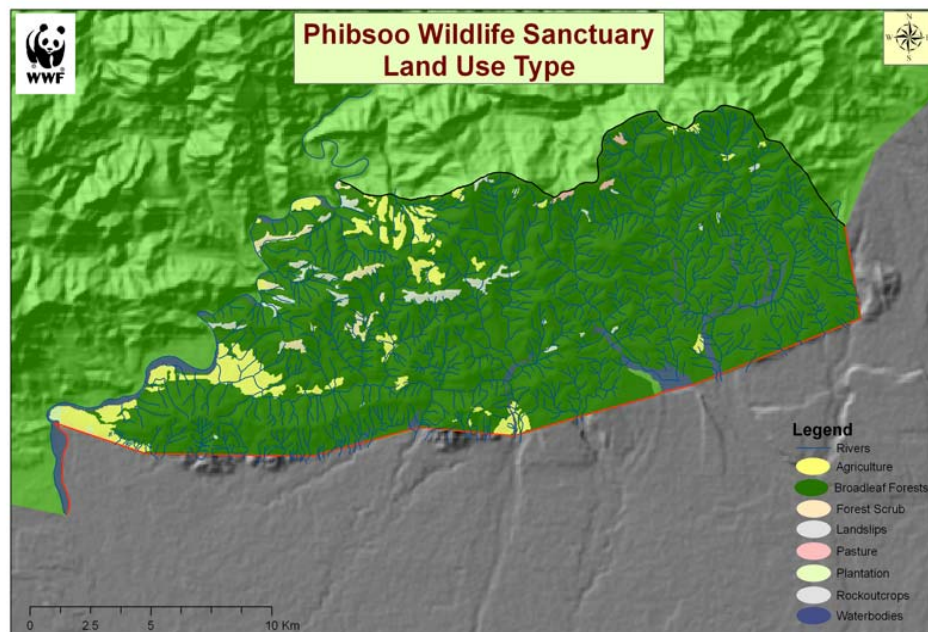 WWF
Phibsoo Wildlife Sanctuary
Land Use Type
N
W E
S
Legend
Rivers
Agriculture
Broadleaf Forests
Forest Scrub
Landslips
Pasture
Plantation
Rockoutcrops
Waterbodies
0 2.5 5 10 Km